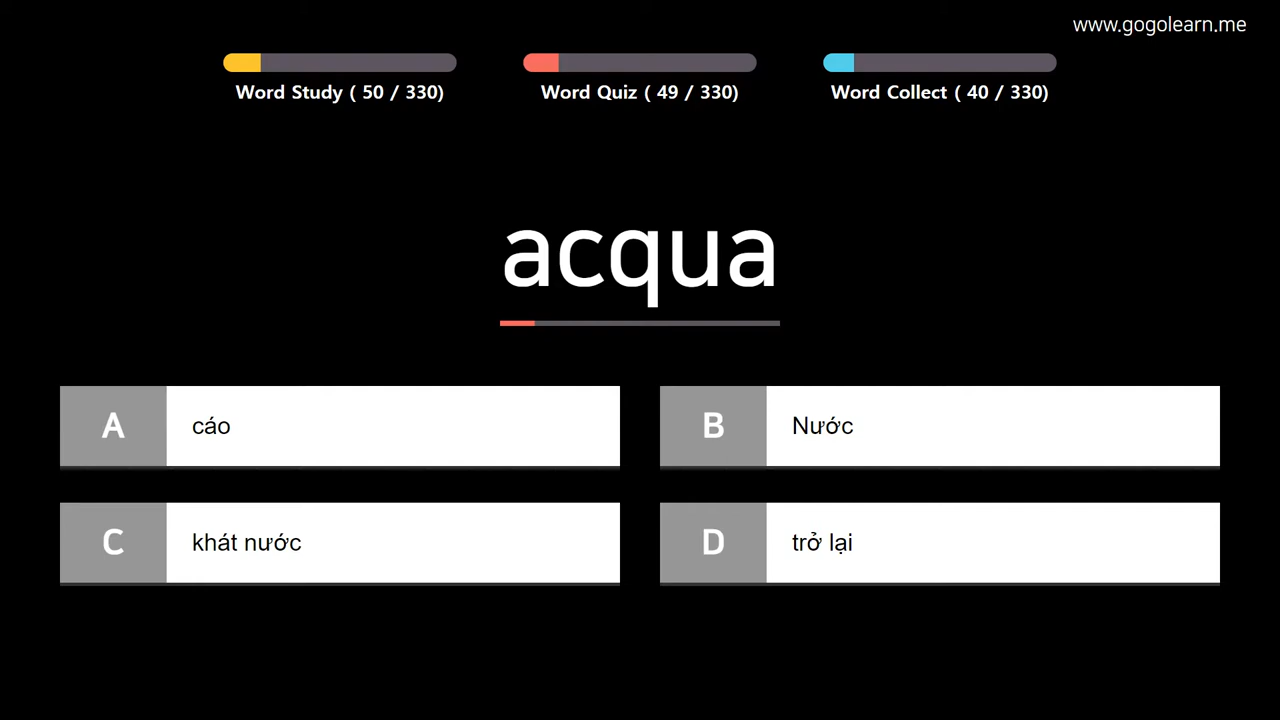 www.gogolearn.me
Word Study ( 50 / 330)
Word Quiz ( 49 / 330)
Word Collect ( 40 / 330)
acqua
A
cáo
B
Nước
C
khát nước
D
trở lại